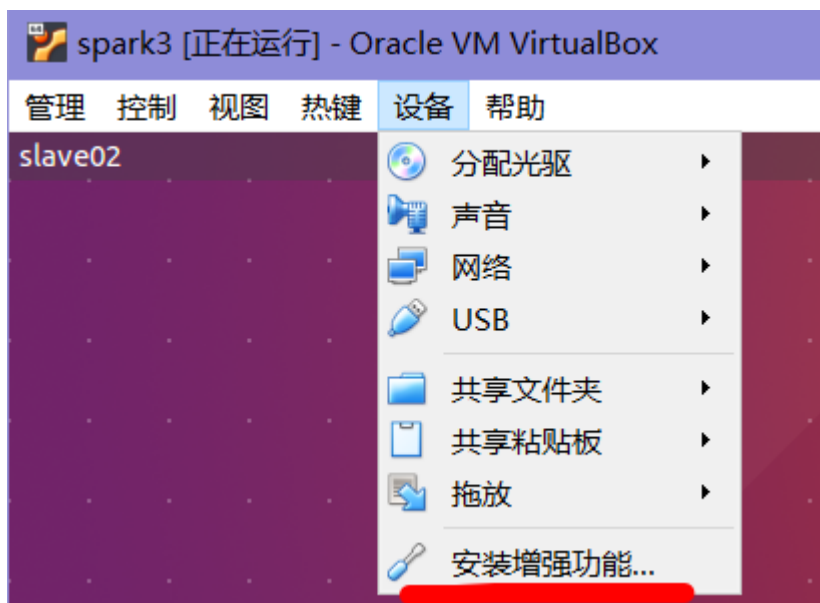 spark3 [正在运行] - Oracle VM VirtualBox
管理 控制 视图 热键 设备 帮助
slave02
分配光驱
声音
网络
USB
共享文件夹
共享粘贴板
拖放
安装增强功能...